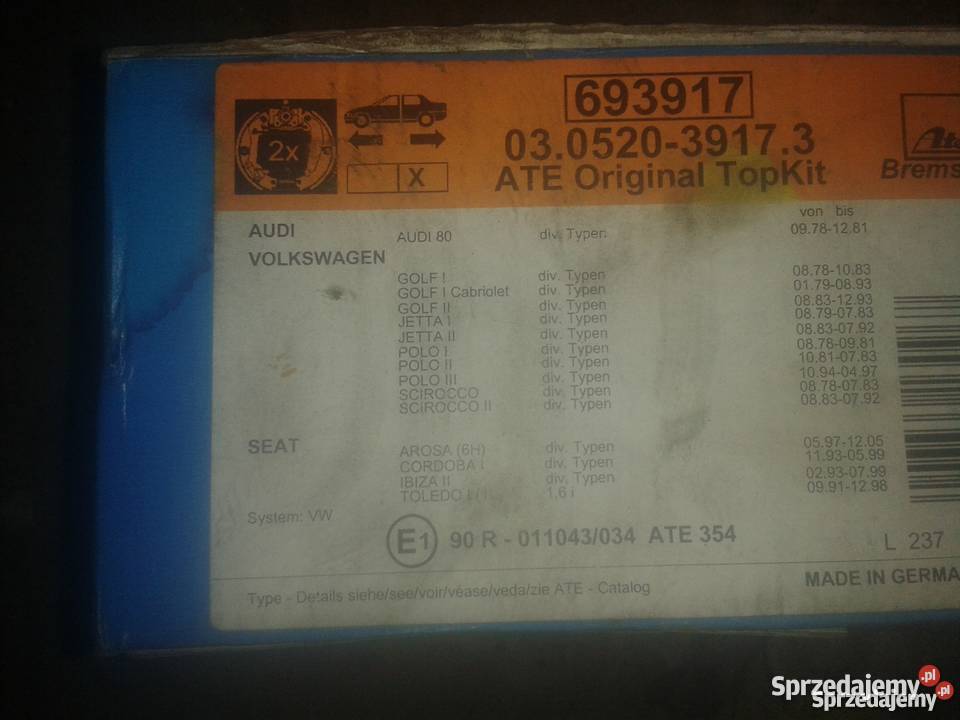 693917
03.0520-3917.3
ATE Original TopKit
2x
X
Ate
Brems
von bis
AUDI AUDI 80 div. Typen 09.78-12.81
VOLKSWAGEN
GOLF I div. Typen 08.78-10.83
GOLF I Cabriolet div. Typen 01.79-08.93
GOLF II div. Typen 08.83-12.93
JETTA I div. Typen 08.79-07.83
JETTA II div. Typen 08.83-07.92
POLO I div. Typen 08.78-09.81
POLO II div. Typen 10.81-07.83
POLO III div. Typen 10.94-04.97
SCIROCCO div. Typen 08.78-07.83
SCIROCCO II div. Typen 08.83-07.92
SEAT AROSA (6H) div. Typen 05.97-12.05
CORDOBA I div. Typen 11.93-05.99
IBIZA II div. Typen 02.93-07.99
TOLEDO I 1.6 i 09.91-12.98
System: VW
E1 90 R - 011043/034 ATE 354
L 237
MADE IN GERMA
Type - Details siehe/see/voir/véase/veda/zie ATE - Catalog
Sprzedajemy.pl
Sprzedajemy.pl